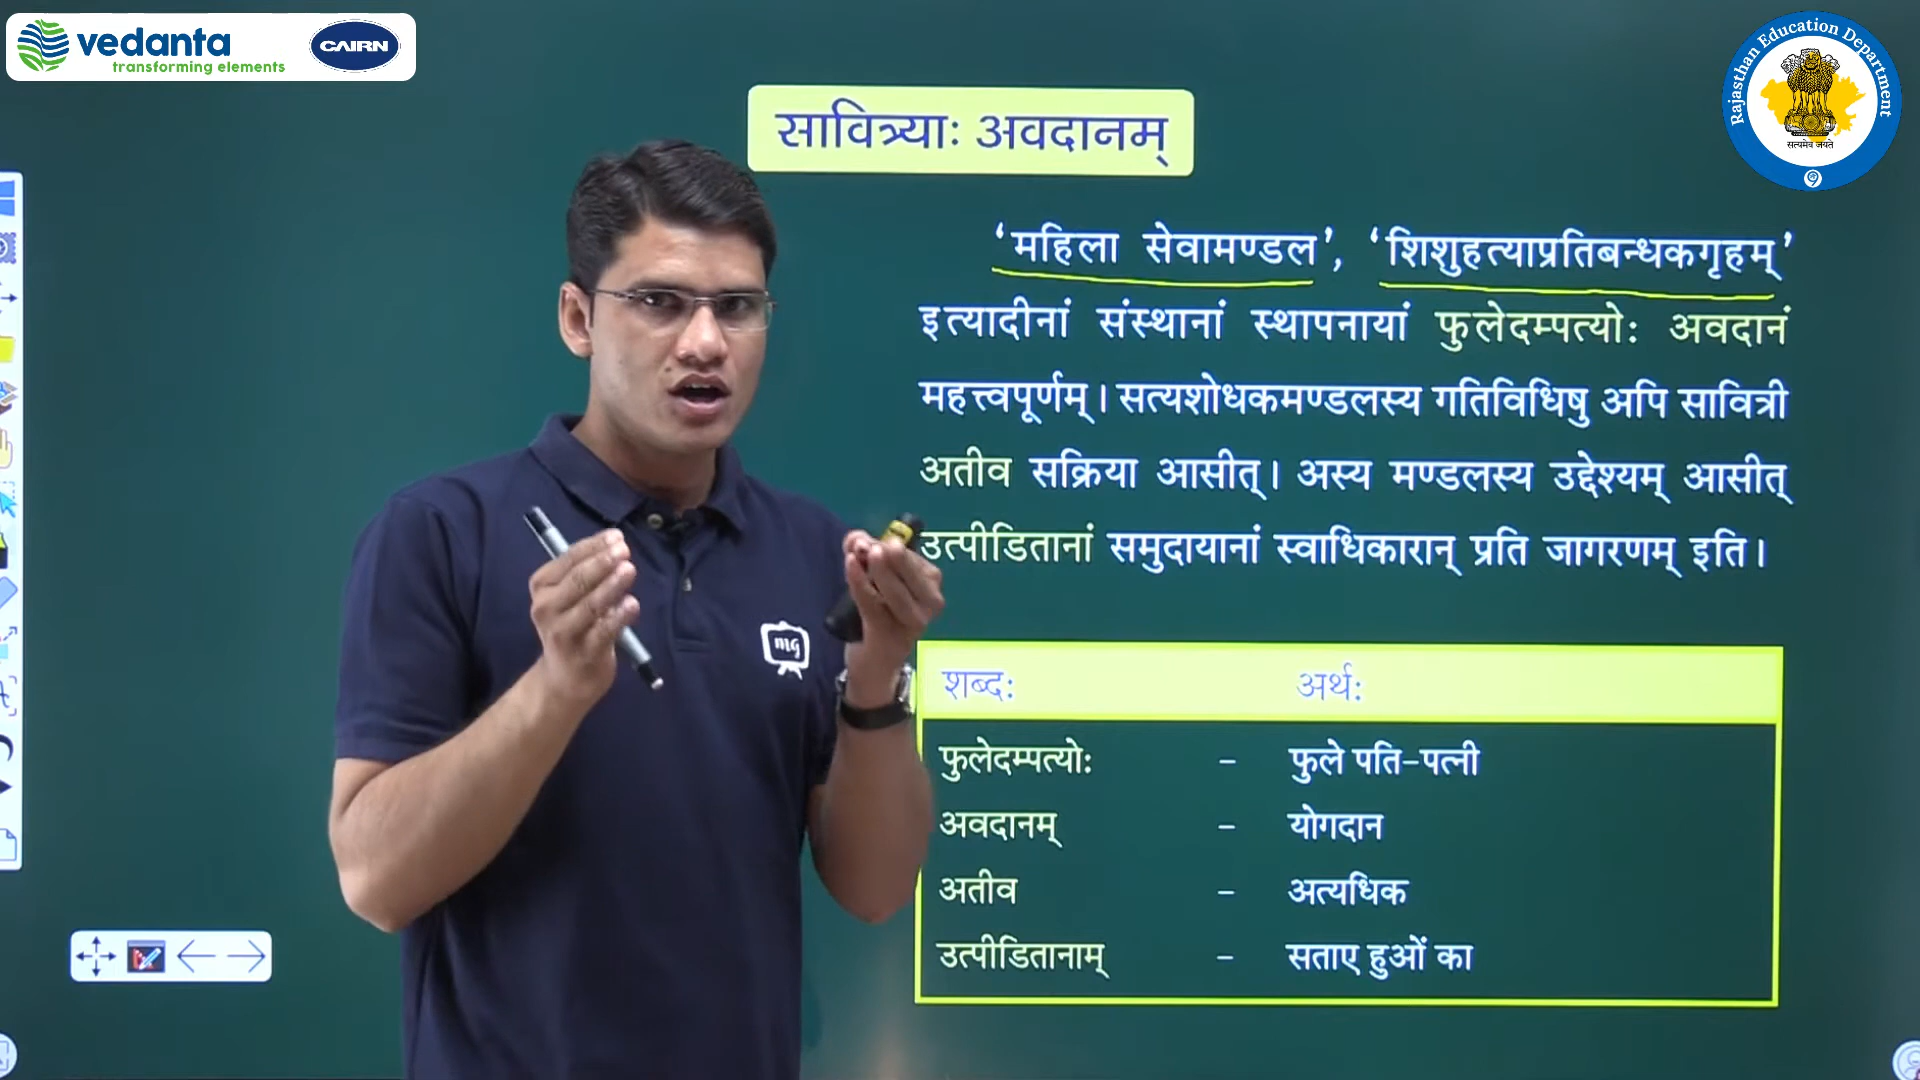 vedanta
transforming elements
CAIRN
Rajasthan Education Department
सत्यमेव जयते
सावित्र्याः अवदानम्
‘महिला सेवामण्डल’, ‘शिशुहत्याप्रतिबन्धकगृहम्’
इत्यादीनां संस्थानां स्थापनायां फुलेदम्पत्योः अवदानं
महत्त्वपूर्णम्। सत्यशोधकमण्डलस्य गतिविधिषु अपि सावित्री
अतीव सक्रिया आसीत्। अस्य मण्डलस्य उद्देश्यम् आसीत्
उत्पीडितानां समुदायानां स्वाधिकारान् प्रति जागरणम् इति।
शब्दः अर्थः
फुलेदम्पत्योः – फुले पति-पत्नी
अवदानम् – योगदान
अतीव – अत्यधिक
उत्पीडितानाम् – सताए हुओं का
MG